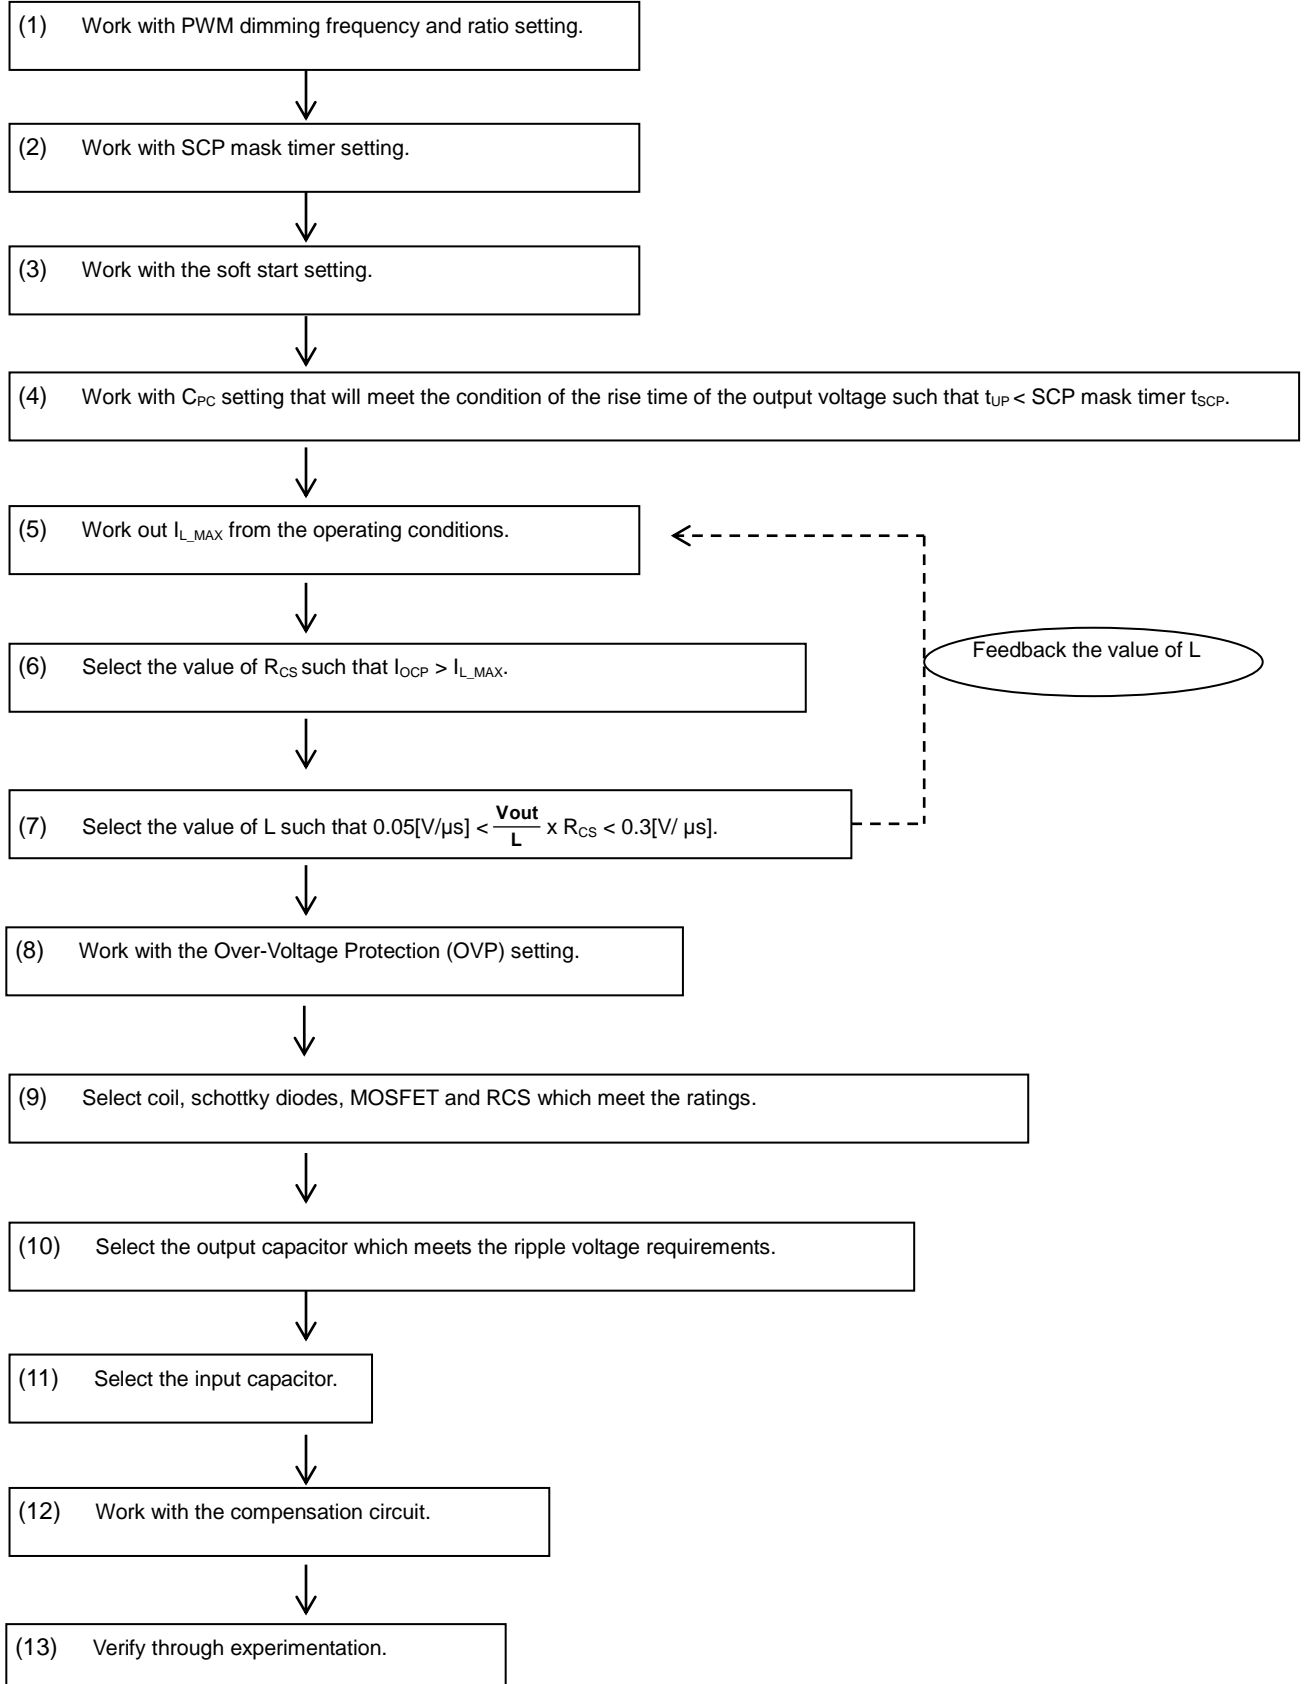 (1) Work with PWM dimming frequency and ratio setting.
(2) Work with SCP mask timer setting.
(3) Work with the soft start setting.
(4) Work with CPC setting that will meet the condition of the rise time of the output voltage such that tUP < SCP mask timer tSCP.
(5) Work out IL_MAX from the operating conditions.
(6) Select the value of RCS such that IOCP > IL_MAX.
Feedback the value of L
(7) Select the value of L such that 0.05[V/µs] < Vout/L x RCS < 0.3[V/ µs].
(8) Work with the Over-Voltage Protection (OVP) setting.
(9) Select coil, schottky diodes, MOSFET and RCS which meet the ratings.
(10) Select the output capacitor which meets the ripple voltage requirements.
(11) Select the input capacitor.
(12) Work with the compensation circuit.
(13) Verify through experimentation.